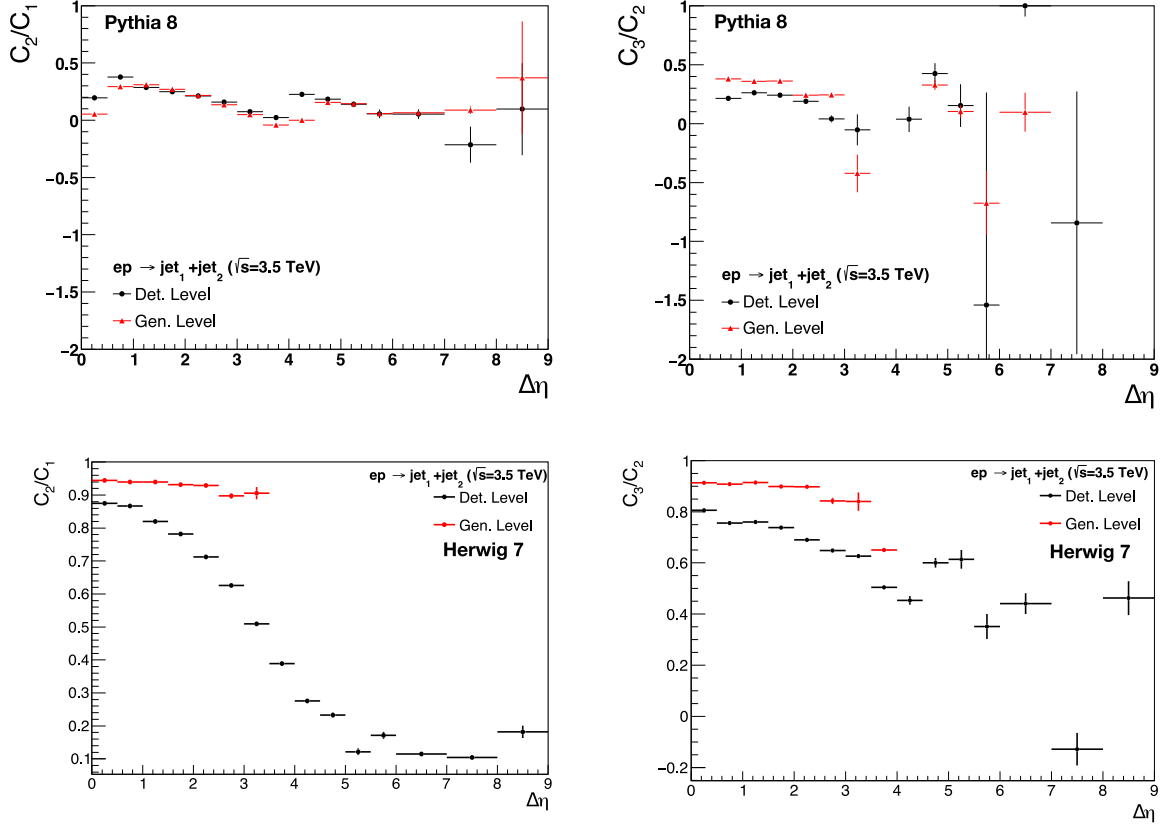 C2/C1
Pythia 8
1
0.5
0
−0.5
−1
−1.5
−2
ep → jet1 +jet2 (√s=3.5 TeV)
Det. Level
Gen. Level
0 1 2 3 4 5 6 7 8 9
Δη
C3/C2
Pythia 8
1
0.5
0
−0.5
−1
−1.5
−2
ep → jet1 +jet2 (√s=3.5 TeV)
Det. Level
Gen. Level
0 1 2 3 4 5 6 7 8 9
Δη
C2/C1
1
0.9
0.8
0.7
0.6
0.5
0.4
0.3
0.2
0.1
ep → jet1 +jet2 (√s=3.5 TeV)
Det. Level
Gen. Level
Herwig 7
0 1 2 3 4 5 6 7 8 9
Δη
C3/C2
1
0.8
0.6
0.4
0.2
0
−0.2
ep → jet1 +jet2 (√s=3.5 TeV)
Det. Level
Gen. Level
Herwig 7
0 1 2 3 4 5 6 7 8 9
Δη